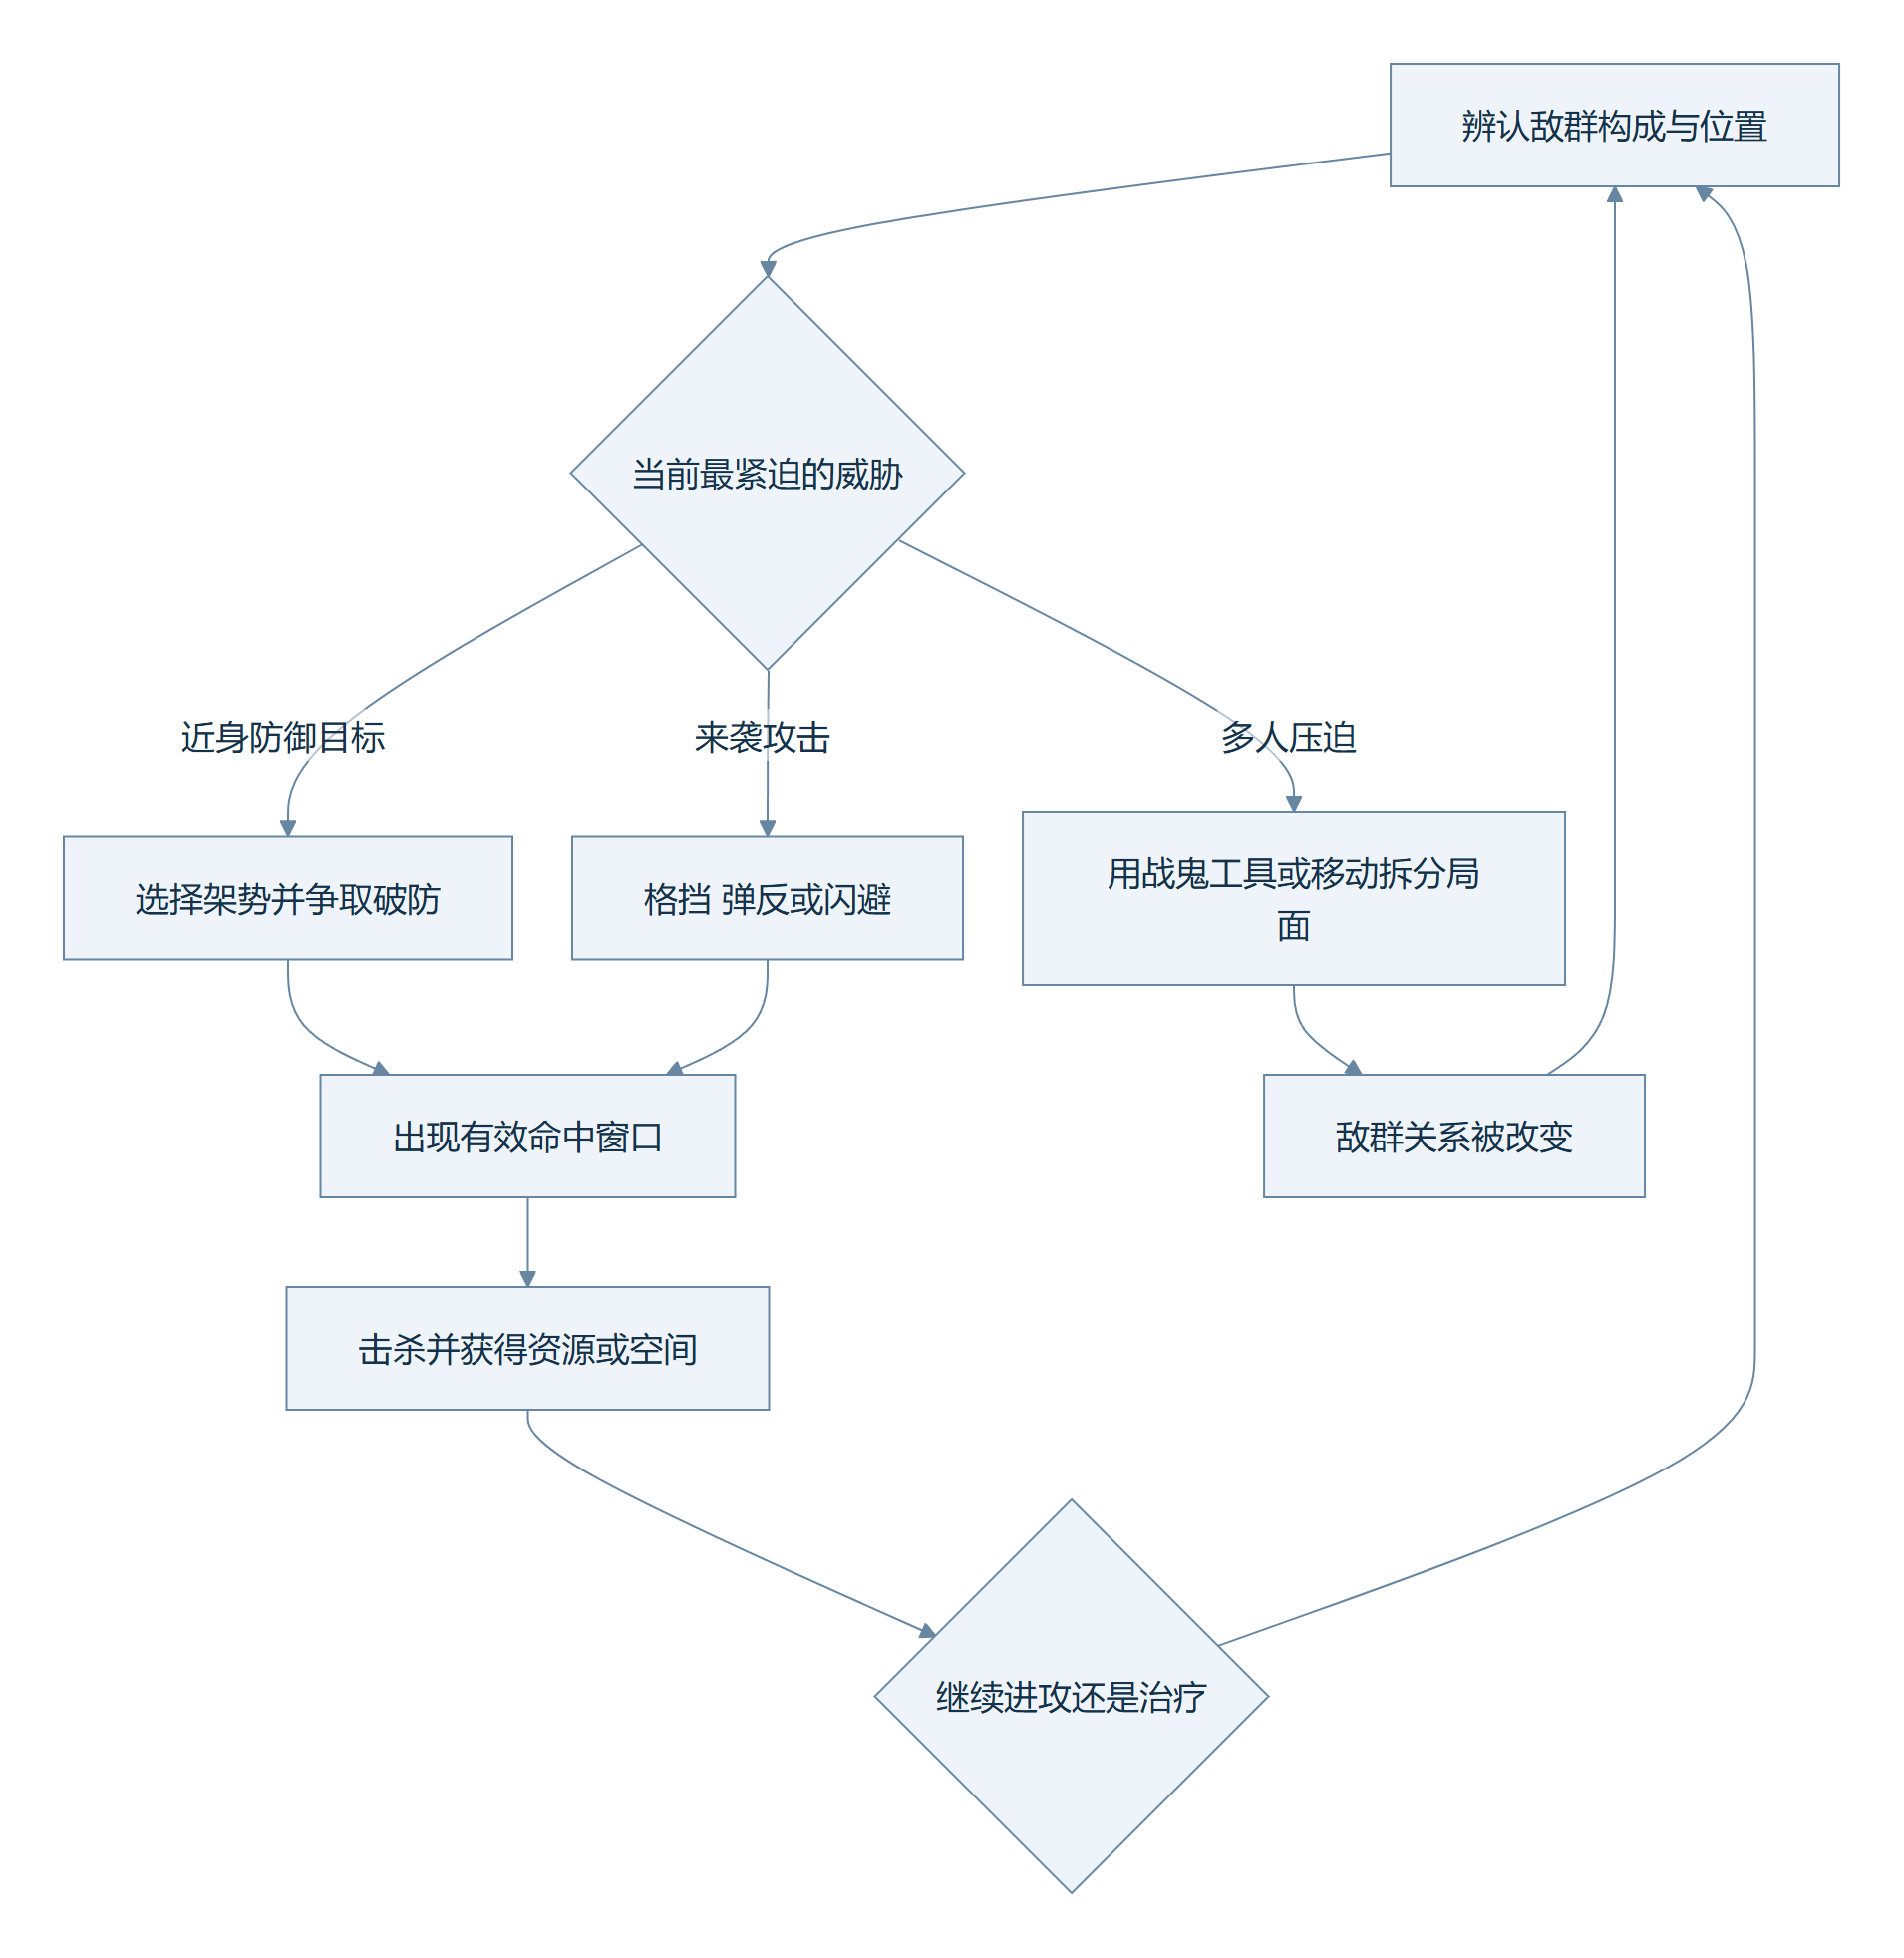 辨认敌群构成与位置
当前最紧迫的威胁
近身防御目标
来袭攻击
多人压迫
选择架势并争取破防
格挡 弹反或闪避
用战鬼工具或移动拆分局
面
出现有效命中窗口
敌群关系被改变
击杀并获得资源或空间
继续进攻还是治疗